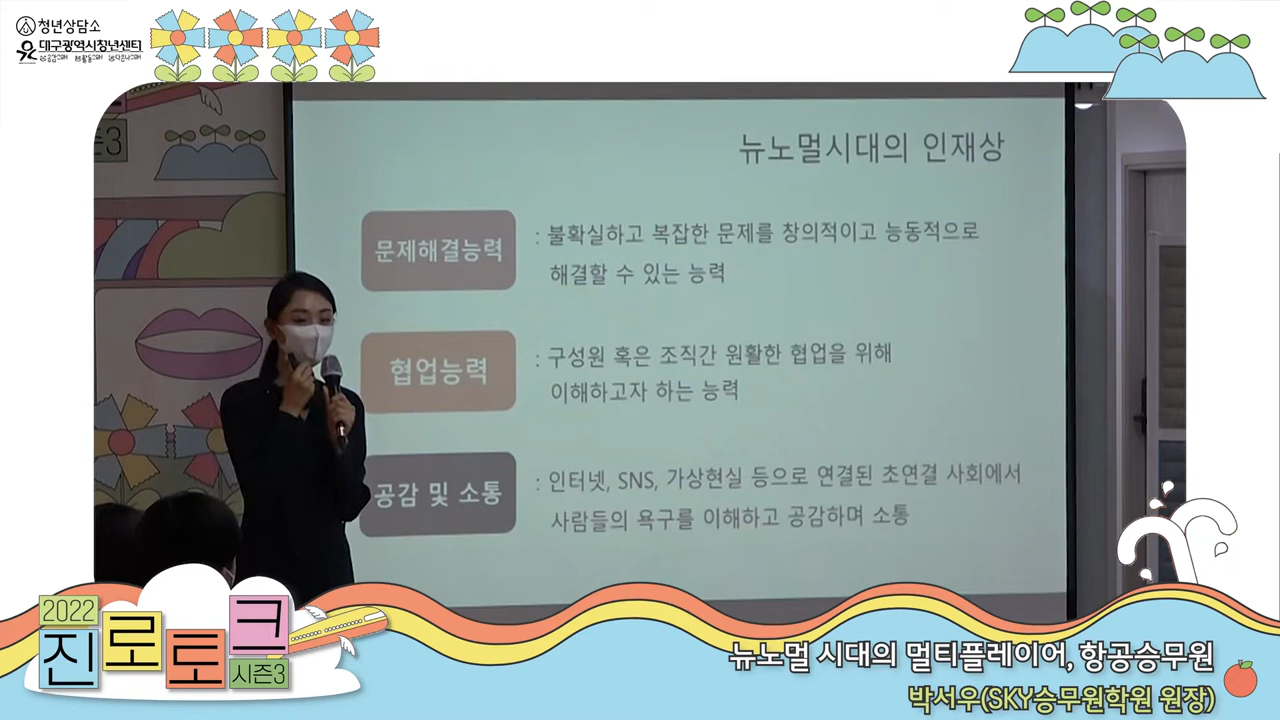 청년상담소
대구광역시청년센터
뉴노멀시대의 인재상
문제해결능력
: 불확실하고 복잡한 문제를 창의적이고 능동적으로
해결할 수 있는 능력
협업능력
: 구성원 혹은 조직간 원활한 협업을 위해
이해하고자 하는 능력
공감 및 소통
: 인터넷, SNS, 가상현실 등으로 연결된 초연결 사회에서
사람들의 욕구를 이해하고 공감하며 소통
2022
진로토크
시즌3
뉴노멀 시대의 멀티플레이어, 항공승무원
박서우(SKY승무원학원 원장)